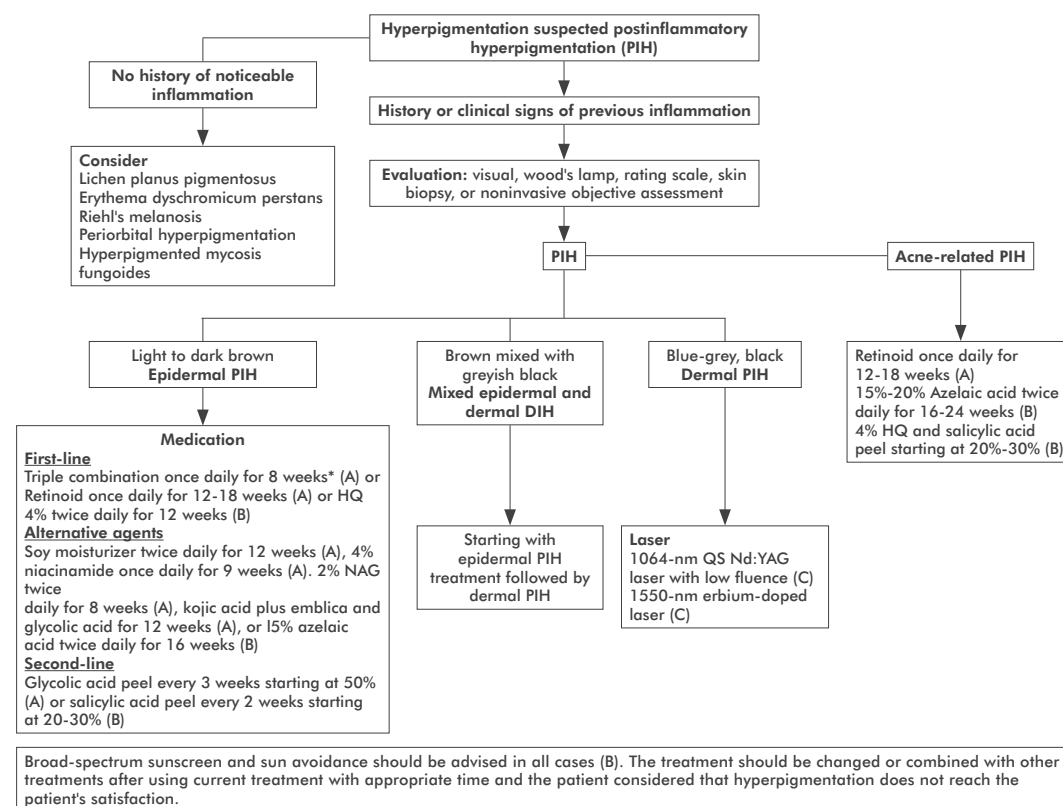 Hyperpigmentation suspected postinflammatory
hyperpigmentation (PIH)
No history of noticeable
inflammation
History or clinical signs of previous inflammation
Consider
Lichen planus pigmentosus
Erythema dyschromicum perstans
Riehl's melanosis
Periorbital hyperpigmentation
Hyperpigmented mycosis
fungoides
Evaluation: visual, wood's lamp, rating scale, skin
biopsy, or noninvasive objective assessment
PIH
Acne-related PIH
Light to dark brown
Epidermal PIH
Brown mixed with
greyish black
Mixed epidermal and
dermal DIH
Blue-grey, black
Dermal PIH
Retinoid once daily for
12-18 weeks (A)
15%-20% Azelaic acid twice
daily for 16-24 weeks (B)
4% HQ and salicylic acid
peel starting at 20%-30% (B)
Medication
First-line
Triple combination once daily for 8 weeks* (A) or
Retinoid once daily for 12-18 weeks (A) or HQ
4% twice daily for 12 weeks (B)
Alternative agents
Soy moisturizer twice daily for 12 weeks (A), 4%
niacinamide once daily for 9 weeks (A). 2% NAG
twice
daily for 8 weeks (A), kojic acid plus emblica and
glycolic acid for 12 weeks (A), or l5% azelaic
acid twice daily for 16 weeks (B)
Second-line
Glycolic acid peel every 3 weeks starting at 50%
(A) or salicylic acid peel every 2 weeks starting
at 20-30% (B)
Starting with
epidermal PIH
treatment followed by
dermal PIH
Laser
1064-nm QS Nd:YAG
laser with low fluence (C)
1550-nm erbium-doped
laser (C)
Broad-spectrum sunscreen and sun avoidance should be advised in all cases (B). The treatment should be changed or combined with other
treatments after using current treatment with appropriate time and the patient considered that hyperpigmentation does not reach the
patient's satisfaction.